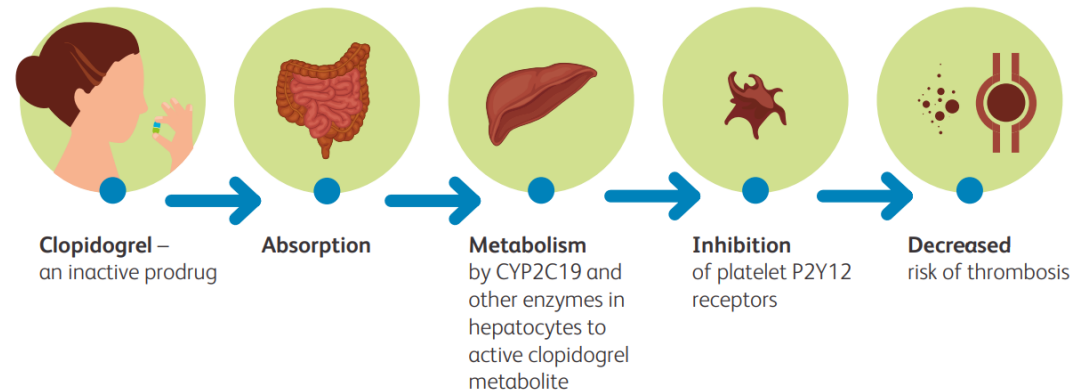 Clopidogrel –
an inactive prodrug
Absorption
Metabolism
by CYP2C19 and
other enzymes in
hepatocytes to
active clopidogrel
metabolite
Inhibition
of platelet P2Y12
receptors
Decreased
risk of thrombosis